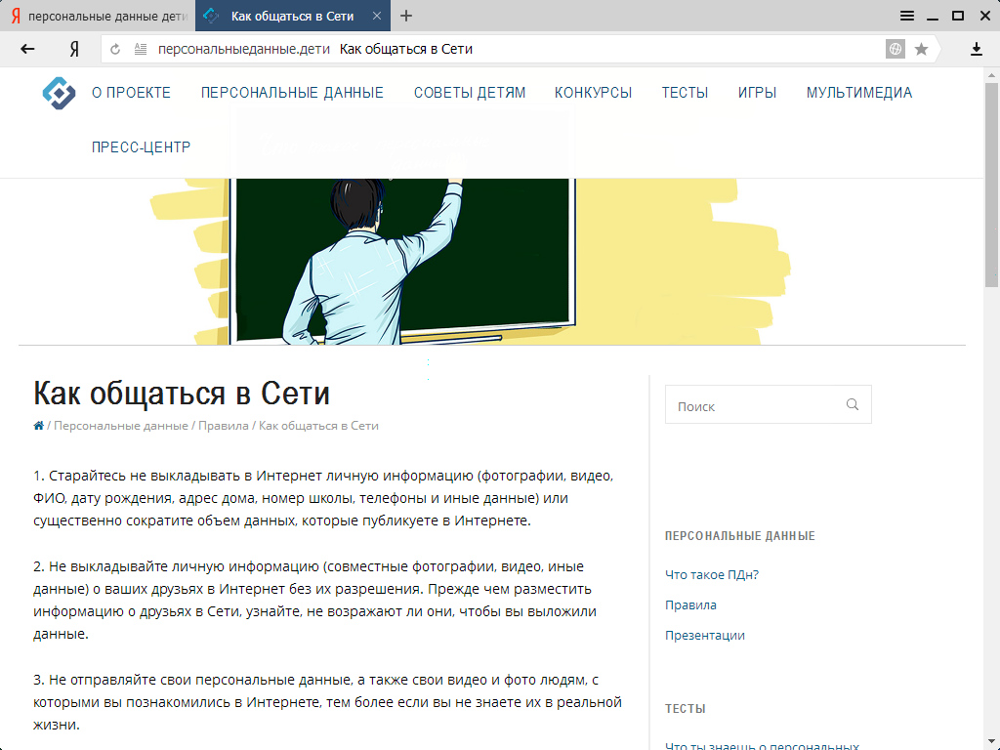 персональные данные дети
Как общаться в Сети
Я
персональныеданные.дети Как общаться в Сети
О ПРОЕКТЕ ПЕРСОНАЛЬНЫЕ ДАННЫЕ СОВЕТЫ ДЕТЯМ КОНКУРСЫ ТЕСТЫ ИГРЫ МУЛЬТИМЕДИА
ПРЕСС-ЦЕНТР
Как общаться в Сети
/ Персональные данные / Правила / Как общаться в Сети
1. Старайтесь не выкладывать в Интернет личную информацию (фотографии, видео,
ФИО, дату рождения, адрес дома, номер школы, телефоны и иные данные) или
существенно сократите объем данных, которые публикуете в Интернете.
2. Не выкладывайте личную информацию (совместные фотографии, видео, иные
данные) о ваших друзьях в Интернет без их разрешения. Прежде чем разместить
информацию о друзьях в Сети, узнайте, не возражают ли они, чтобы вы выложили
данные.
3. Не отправляйте свои персональные данные, а также свои видео и фото людям, с
которыми вы познакомились в Интернете, тем более если вы не знаете их в реальной
жизни.
Поиск
ПЕРСОНАЛЬНЫЕ ДАННЫЕ
Что такое ПДн?
Правила
Презентации
ТЕСТЫ
Что ты знаешь о персональных